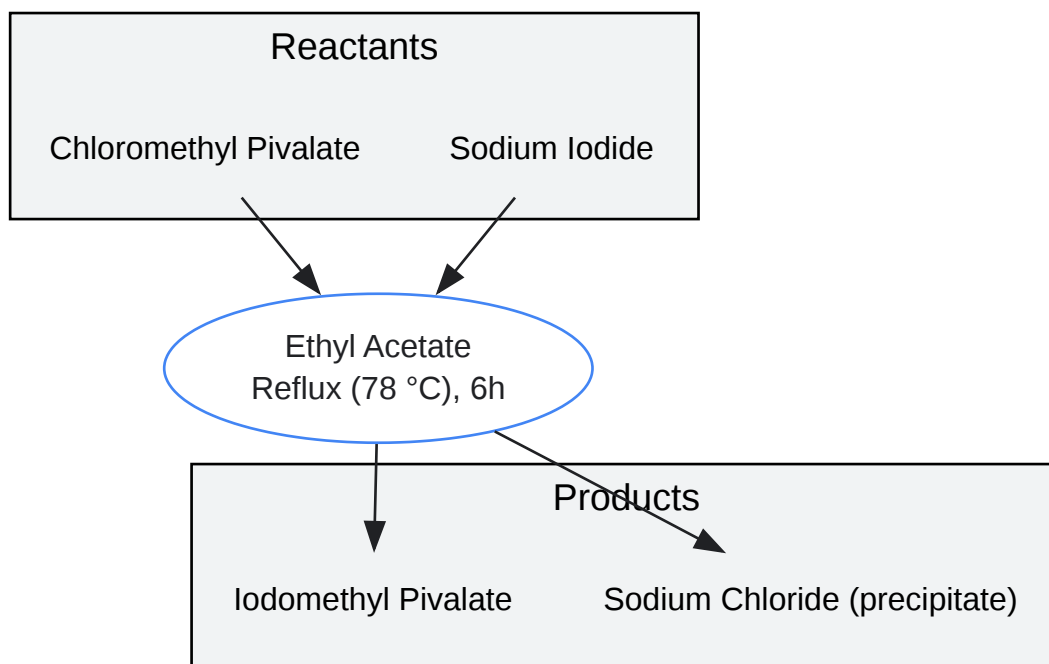 Reactants
Chloromethyl Pivalate
Sodium Iodide
Ethyl Acetate
Reflux (78 °C), 6h
Products
Iodomethyl Pivalate
Sodium Chloride (precipitate)